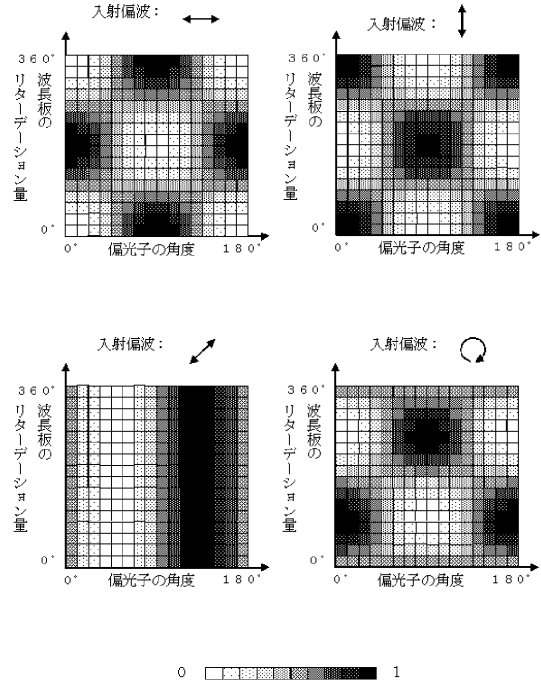 入射偏波：
入射偏波：
３６０°
波長板の
リターデーション量
０°
０°
偏光子の角度
１８０°
３６０°
波長板の
リターデーション量
０°
０°
偏光子の角度
１８０°
入射偏波：
入射偏波：
３６０°
波長板の
リターデーション量
０°
０°
偏光子の角度
１８０°
３６０°
波長板の
リターデーション量
０°
０°
偏光子の角度
１８０°
０
１